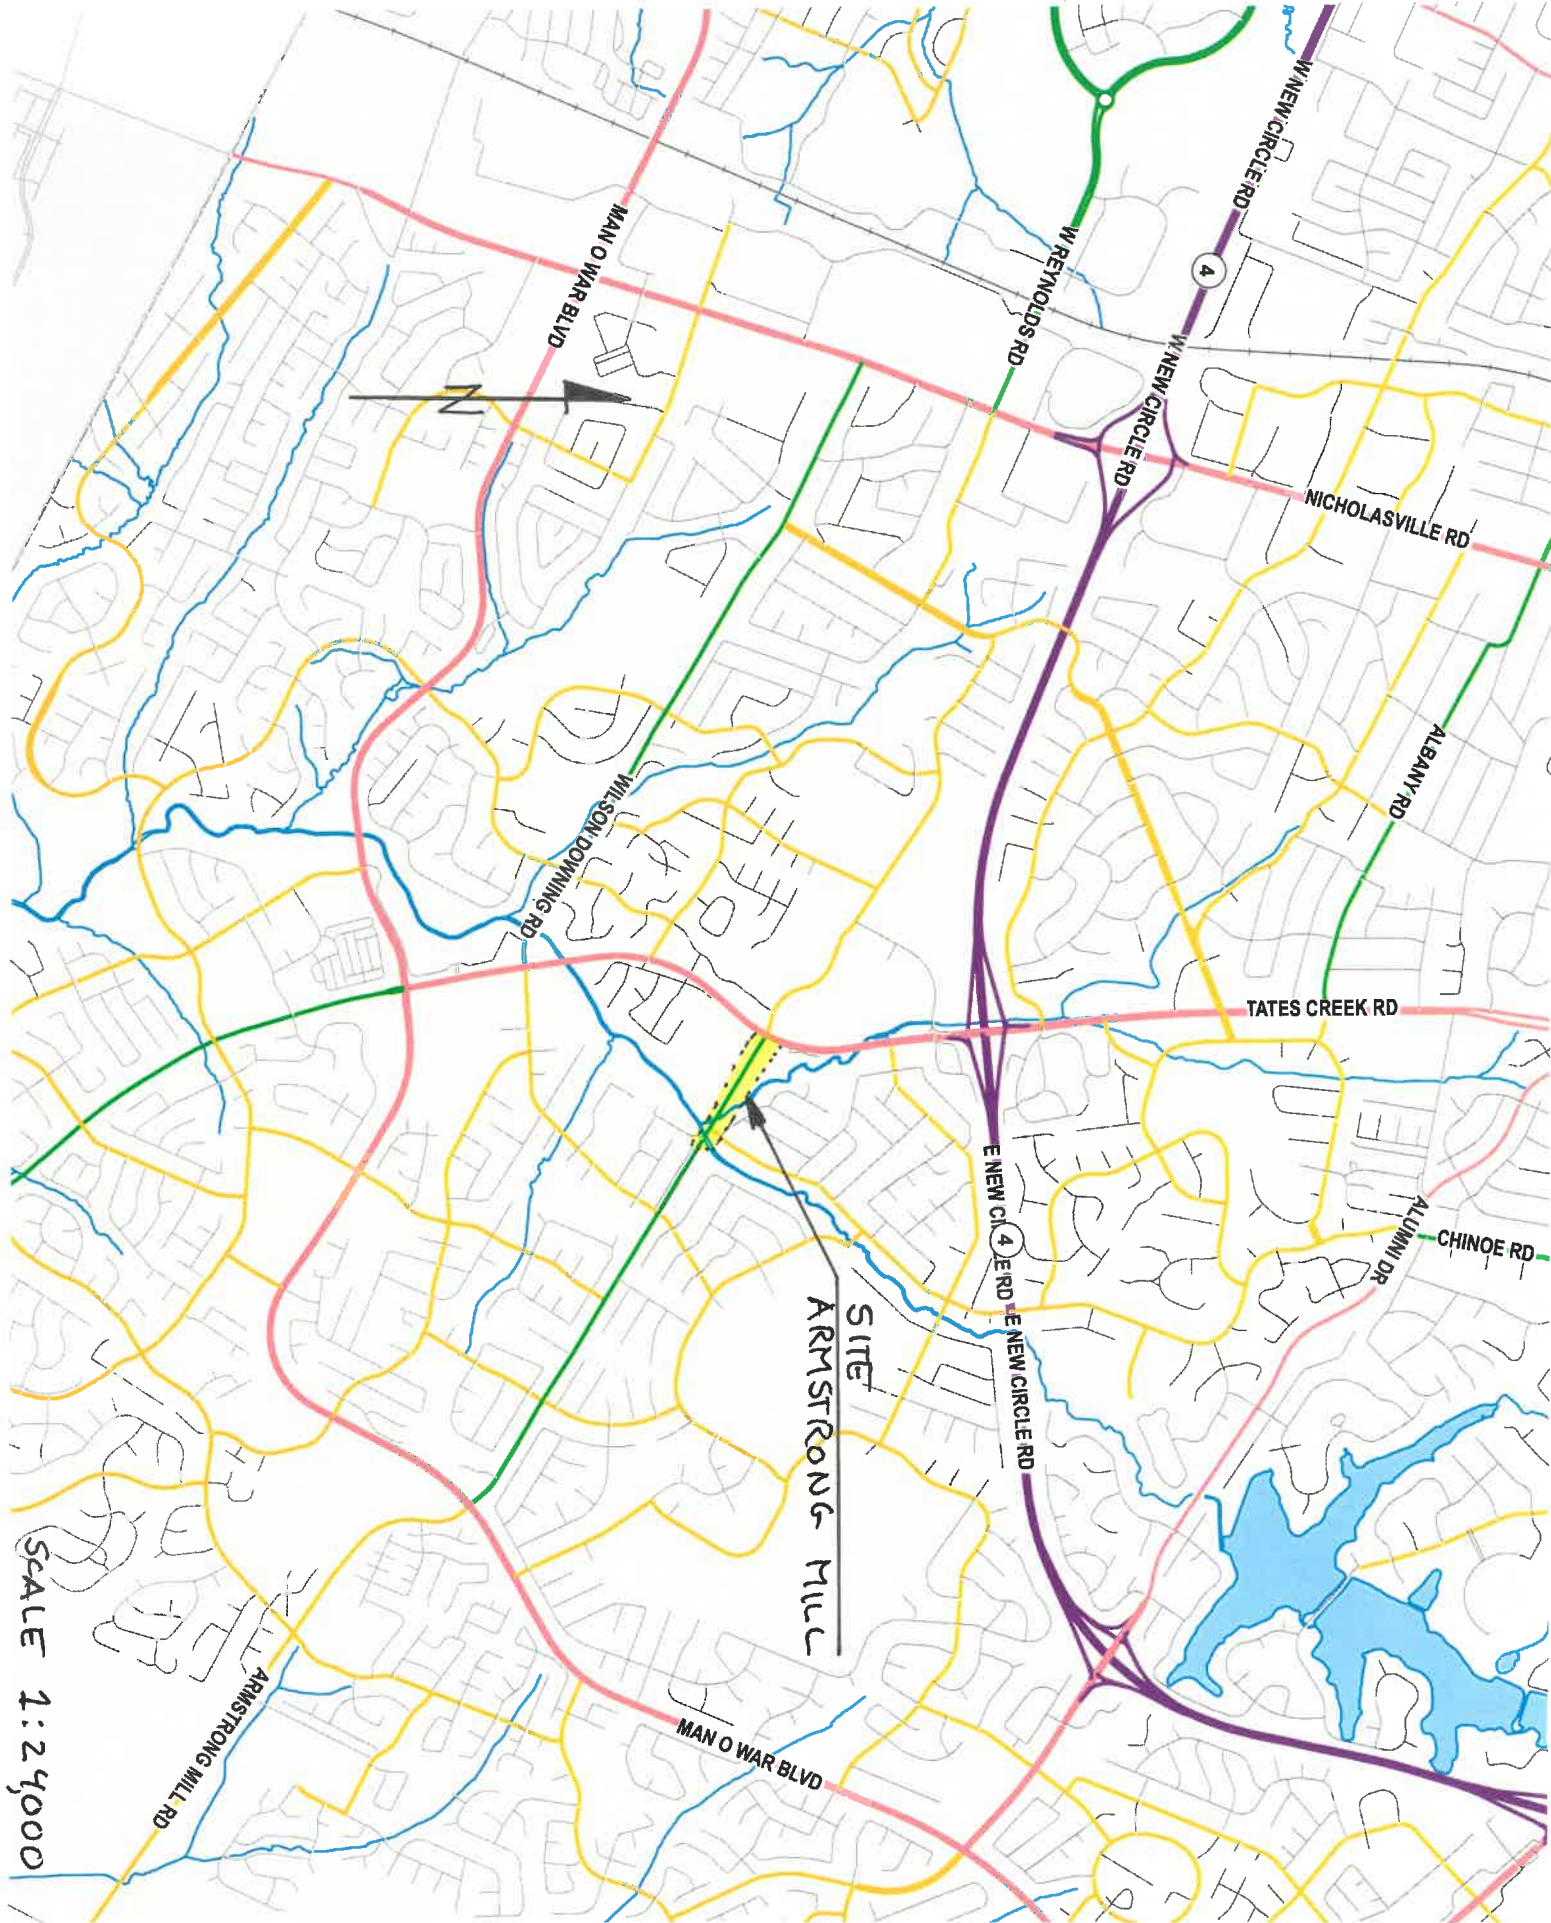 W NEW CIRCLE RD
4
W REYNOLDS RD
MAN O WAR BLVD
W NEW CIRCLE RD
NICHOLASVILLE RD
N
ALBANY RD
WILSON DOWNING RD
TATES CREEK RD
E NEW CI
4
E RD
E NEW CIRCLE RD
ALUMNI DR
CHINOE RD
SITE
ARMSTRONG MILL
MAN O WAR BLVD
ARMSTRONG MILL RD
SCALE 1:24,000